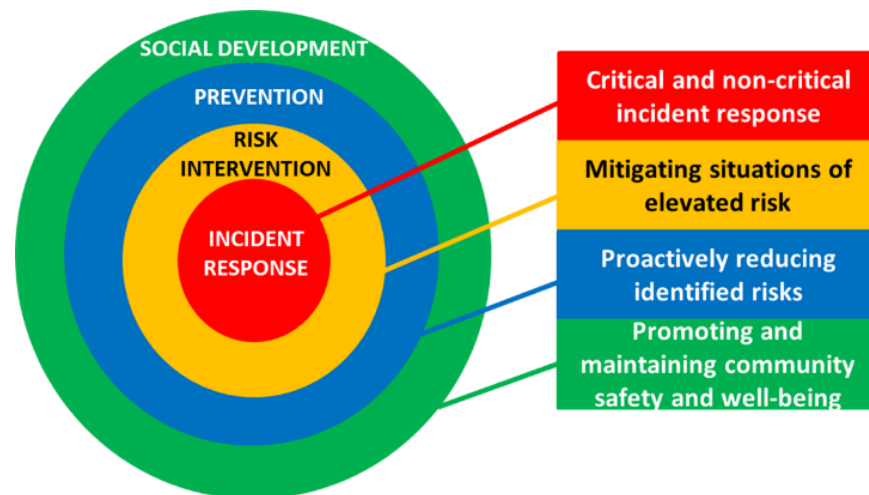 SOCIAL DEVELOPMENT
PREVENTION
RISK
INTERVENTION
INCIDENT
RESPONSE
Critical and non-critical
incident response
Mitigating situations of
elevated risk
Proactively reducing
identified risks
Promoting and
maintaining community
safety and well-being